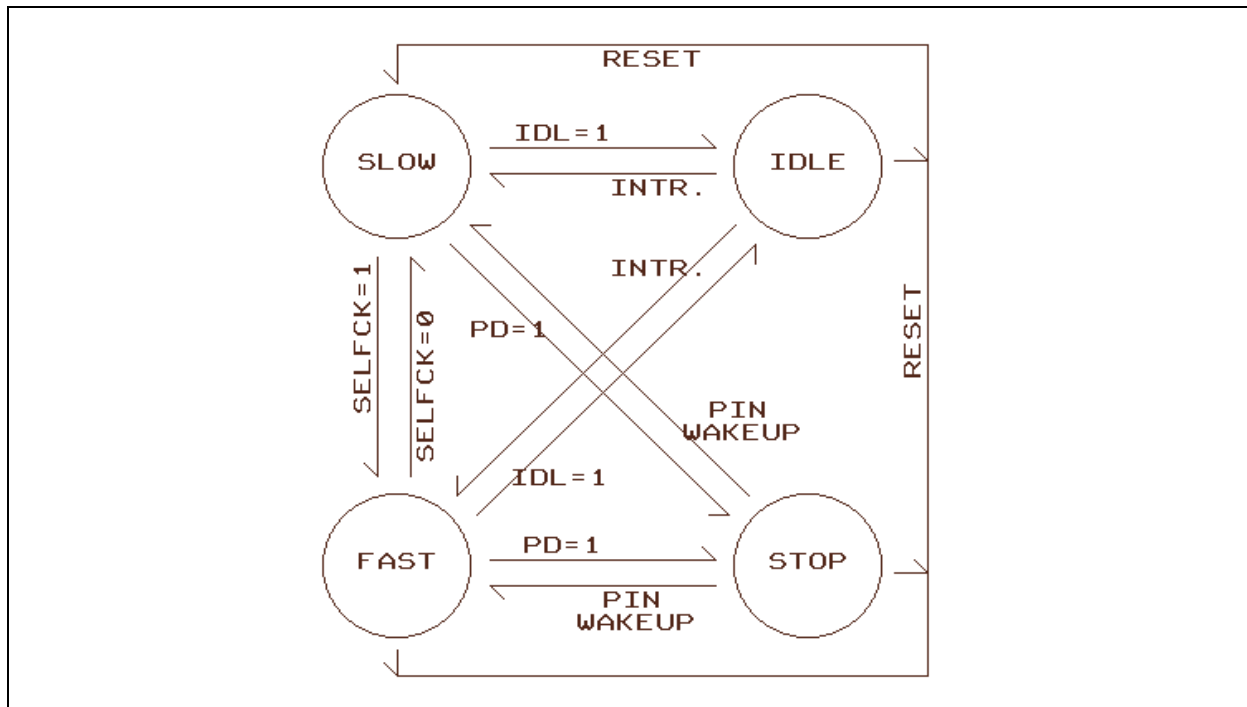 RESET
IDL=1
SLOW
IDLE
INTR.
INTR.
SELFCK=1
SELFCK=0
PD=1
RESET
PIN
WAKEUP
IDL=1
PD=1
FAST
STOP
PIN
WAKEUP